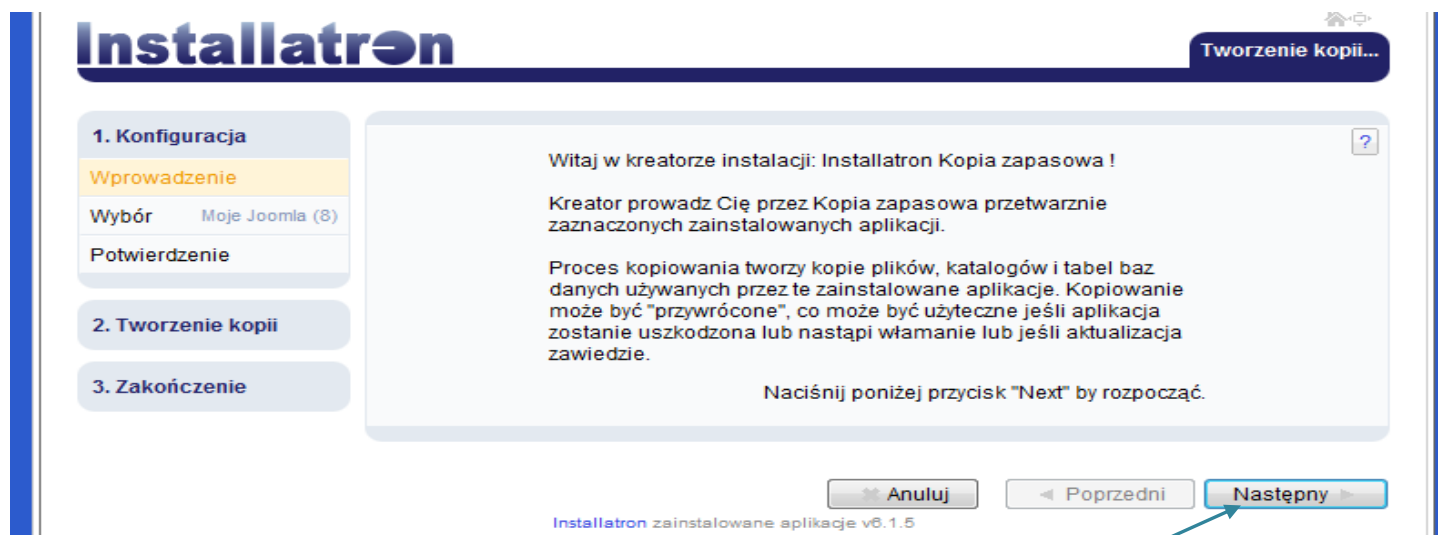 Installatron
Tworzenie kopii...
1. Konfiguracja
Wprowadzenie
Wybór Moje Joomla (8)
Potwierdzenie
2. Tworzenie kopii
3. Zakończenie
?
Witaj w kreatorze instalacji: Installatron Kopia zapasowa !
Kreator prowadz Cię przez Kopia zapasowa przetwarznie
zaznaczonych zainstalowanych aplikacji.
Proces kopiowania tworzy kopie plików, katalogów i tabel baz
danych używanych przez te zainstalowane aplikacje. Kopiowanie
może być "przywrócone", co może być użyteczne jeśli aplikacja
zostanie uszkodzona lub nastąpi włamanie lub jeśli aktualizacja
zawiedzie.
Naciśnij poniżej przycisk "Next" by rozpocząć.
Anuluj
Poprzedni
Następny
Installatron zainstalowane aplikacje v6.1.5